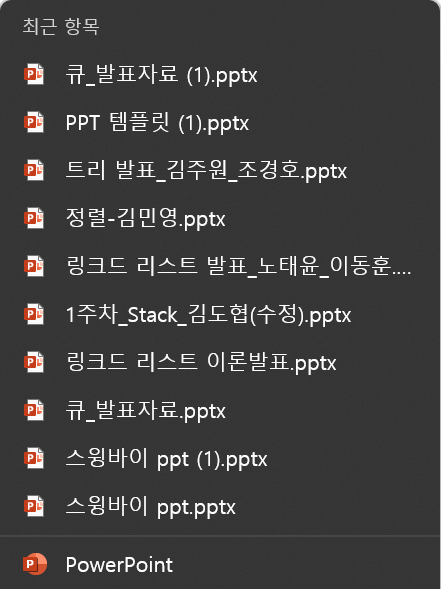 최근 항목
큐_발표자료 (1).pptx
PPT 템플릿 (1).pptx
트리 발표_김주원_조경호.pptx
정렬-김민영.pptx
링크드 리스트 발표_노태윤_이동훈....
1주차_Stack_김도협(수정).pptx
링크드 리스트 이론발표.pptx
큐_발표자료.pptx
스윙바이 ppt (1).pptx
스윙바이 ppt.pptx
PowerPoint